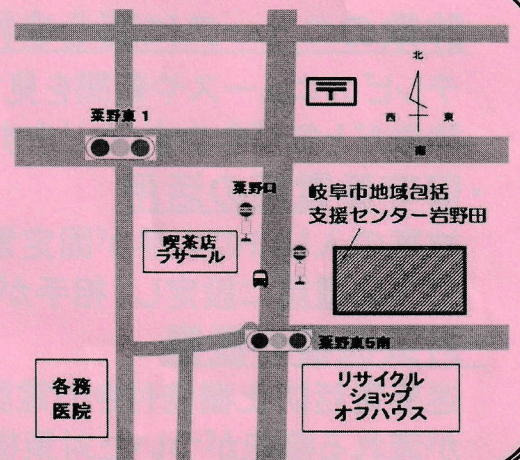 北
西 東
南
粟野東1
粟野口
岐阜市地域包括
支援センター岩野田
喫茶店
ラサール
粟野東5南
各務
医院
リサイクル
ショップ
オフハウス